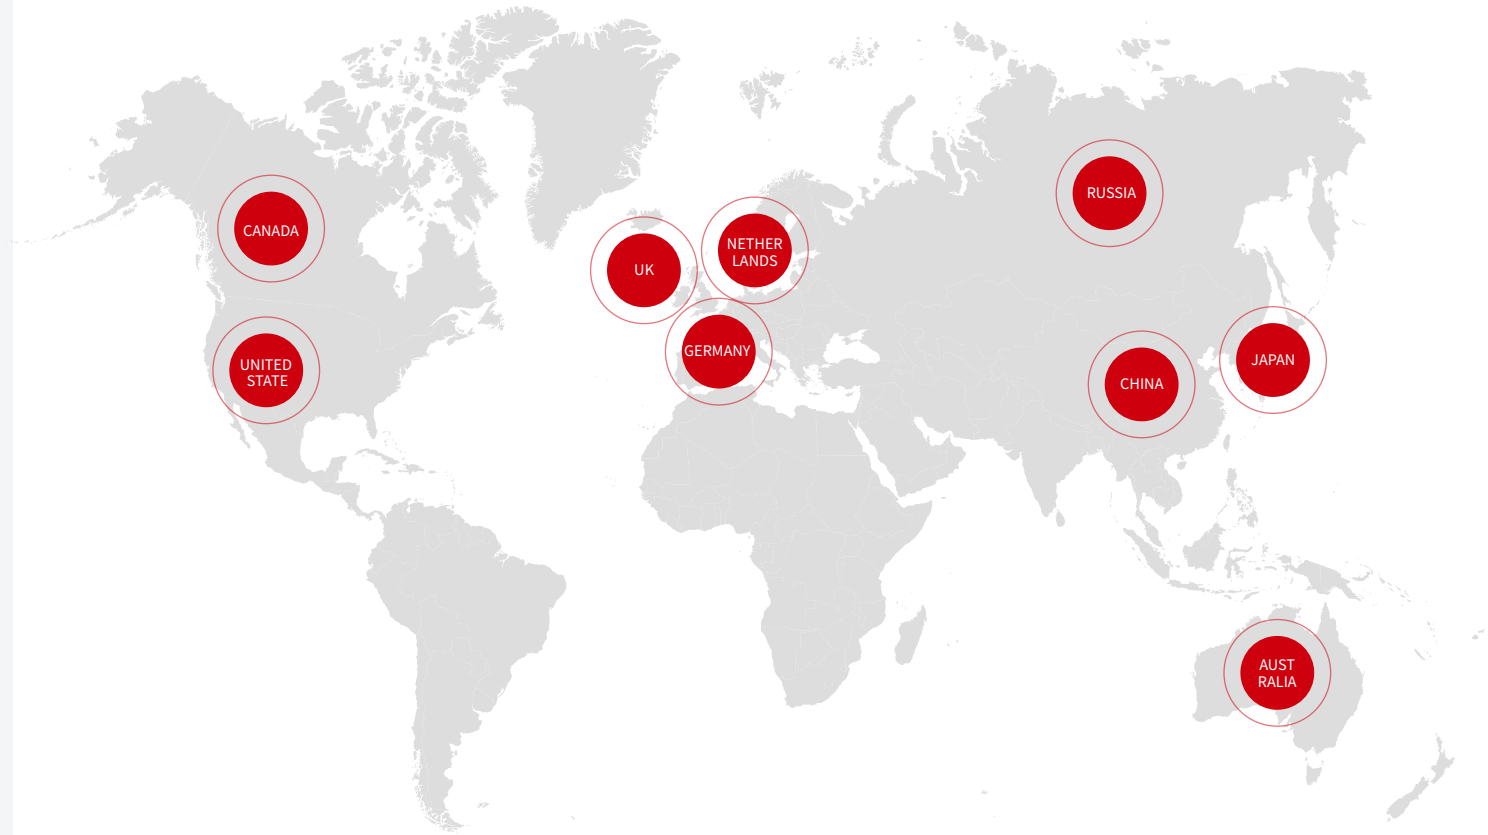 CANADA
RUSSIA
NETHER
LANDS
UK
GERMANY
UNITED
STATE
CHINA
JAPAN
AUST
RALIA